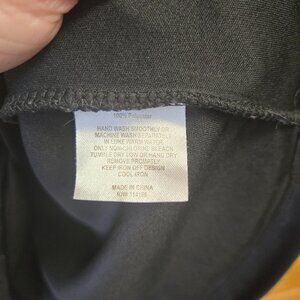 100% Polyester
HAND WASH SMOOTHLY OR
MACHINE WASH SEPARATELY
IN LUKE WARM WATER
ONLY NON-CHLORINE BLEACH
TUMBLE DRY LOW OR HAND DRY
REMOVE PROMPTLY
KEEP IRON OFF DESIGN
COOL IRON
MADE IN CHINA